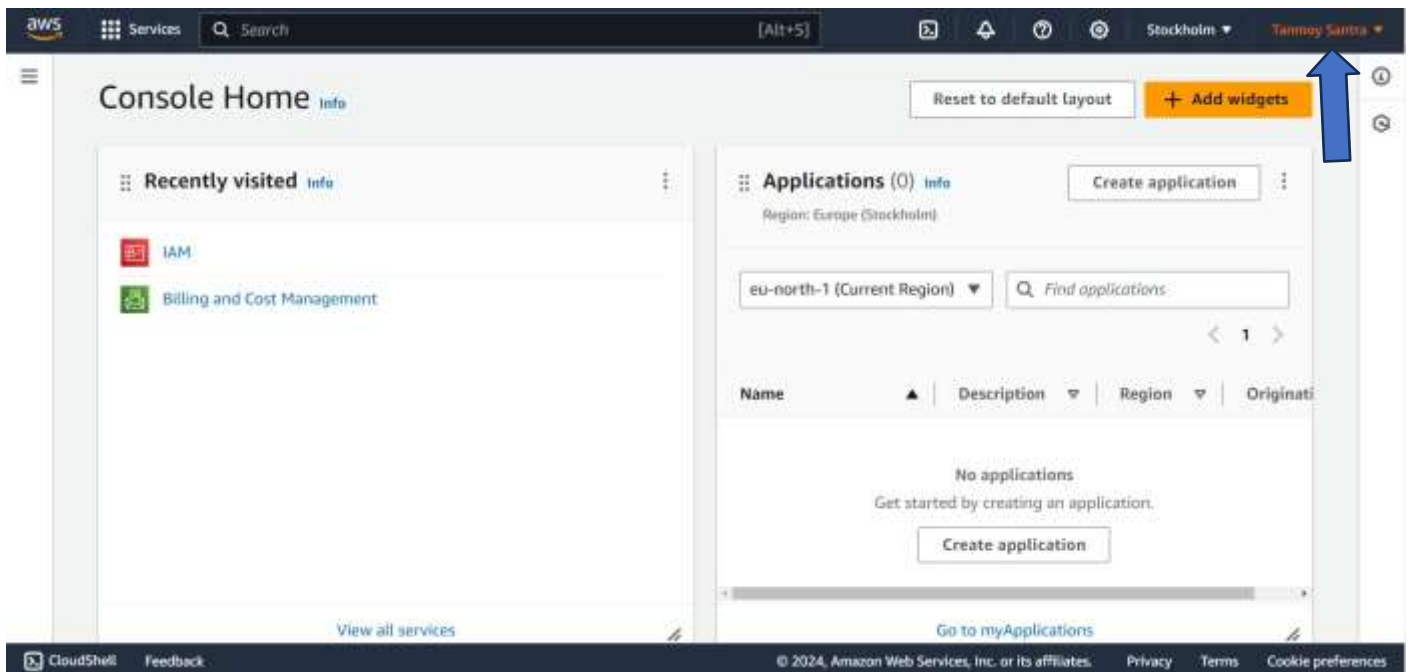 aws Services Search [Alt+S] Stockholm Tanmoy Santra
Console Home Info
Reset to default layout
+ Add widgets
Recently visited Info
IAM
Billing and Cost Management
View all services
Applications (0) Info
Create application
Region: Europe (Stockholm)
eu-north-1 (Current Region)
Find applications
1
Name Description Region Originati
No applications
Get started by creating an application.
Create application
Go to myApplications
CloudShell Feedback © 2024, Amazon Web Services, Inc. or its affiliates. Privacy Terms Cookie preferences